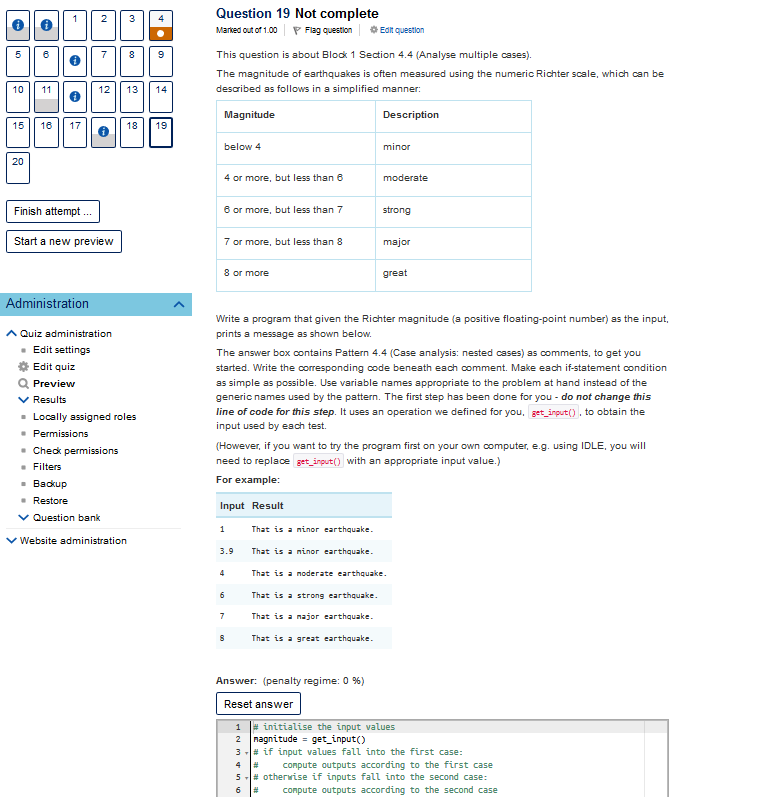 1 2 3 4
5 6 7 8 9
10 11 12 13 14
15 16 17 18 19
20
Finish attempt ...
Start a new preview
Administration
Quiz administration
Edit settings
Edit quiz
Preview
Results
Locally assigned roles
Permissions
Check permissions
Filters
Backup
Restore
Question bank
Website administration
Question 19 Not complete
Marked out of 1.00 Flag question Edit question
This question is about Block 1 Section 4.4 (Analyse multiple cases).
The magnitude of earthquakes is often measured using the numeric Richter scale, which can be
described as follows in a simplified manner:
Magnitude Description
below 4 minor
4 or more, but less than 6 moderate
6 or more, but less than 7 strong
7 or more, but less than 8 major
8 or more great
Write a program that given the Richter magnitude (a positive floating-point number) as the input,
prints a message as shown below.
The answer box contains Pattern 4.4 (Case analysis: nested cases) as comments, to get you
started. Write the corresponding code beneath each comment. Make each if-statement condition
as simple as possible. Use variable names appropriate to the problem at hand instead of the
generic names used by the pattern. The first step has been done for you - do not change this
line of code for this step. It uses an operation we defined for you, get_input(), to obtain the
input used by each test.
(However, if you want to try the program first on your own computer, e.g. using IDLE, you will
need to replace get_input() with an appropriate input value.)
For example:
Input Result
1 That is a minor earthquake.
3.9 That is a minor earthquake.
4 That is a moderate earthquake.
6 That is a strong earthquake.
7 That is a major earthquake.
8 That is a great earthquake.
Answer: (penalty regime: 0 %)
Reset answer
1 # initialise the input values
2 magnitude = get_input()
3 # if input values fall into the first case:
4 # compute outputs according to the first case
5 # otherwise if inputs fall into the second case:
6 # compute outputs according to the second case